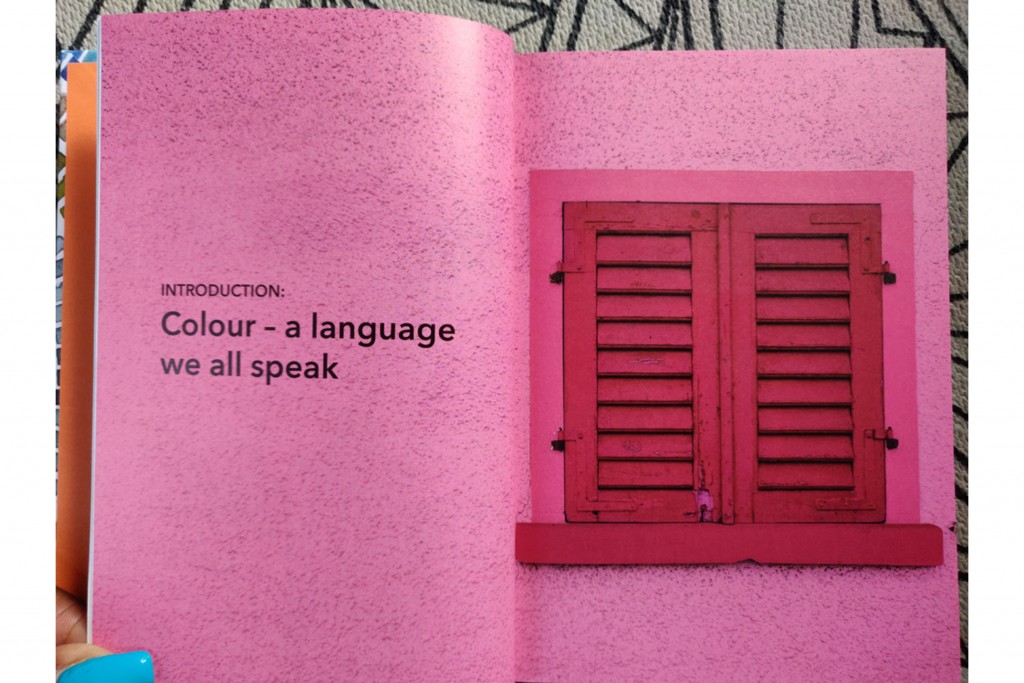 INTRODUCTION:
Colour – a language
we all speak